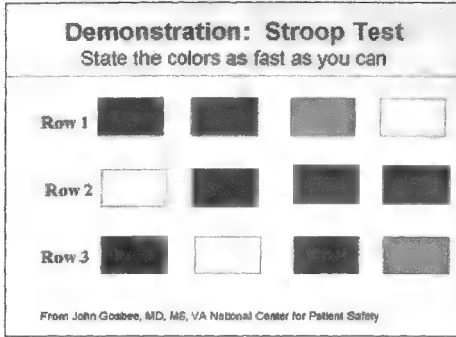 Demonstration: Stroop Test
State the colors as fast as you can
Row 1
Row 2
Row 3
From John Gosbee, MD, MS, VA National Center for Patient Safety